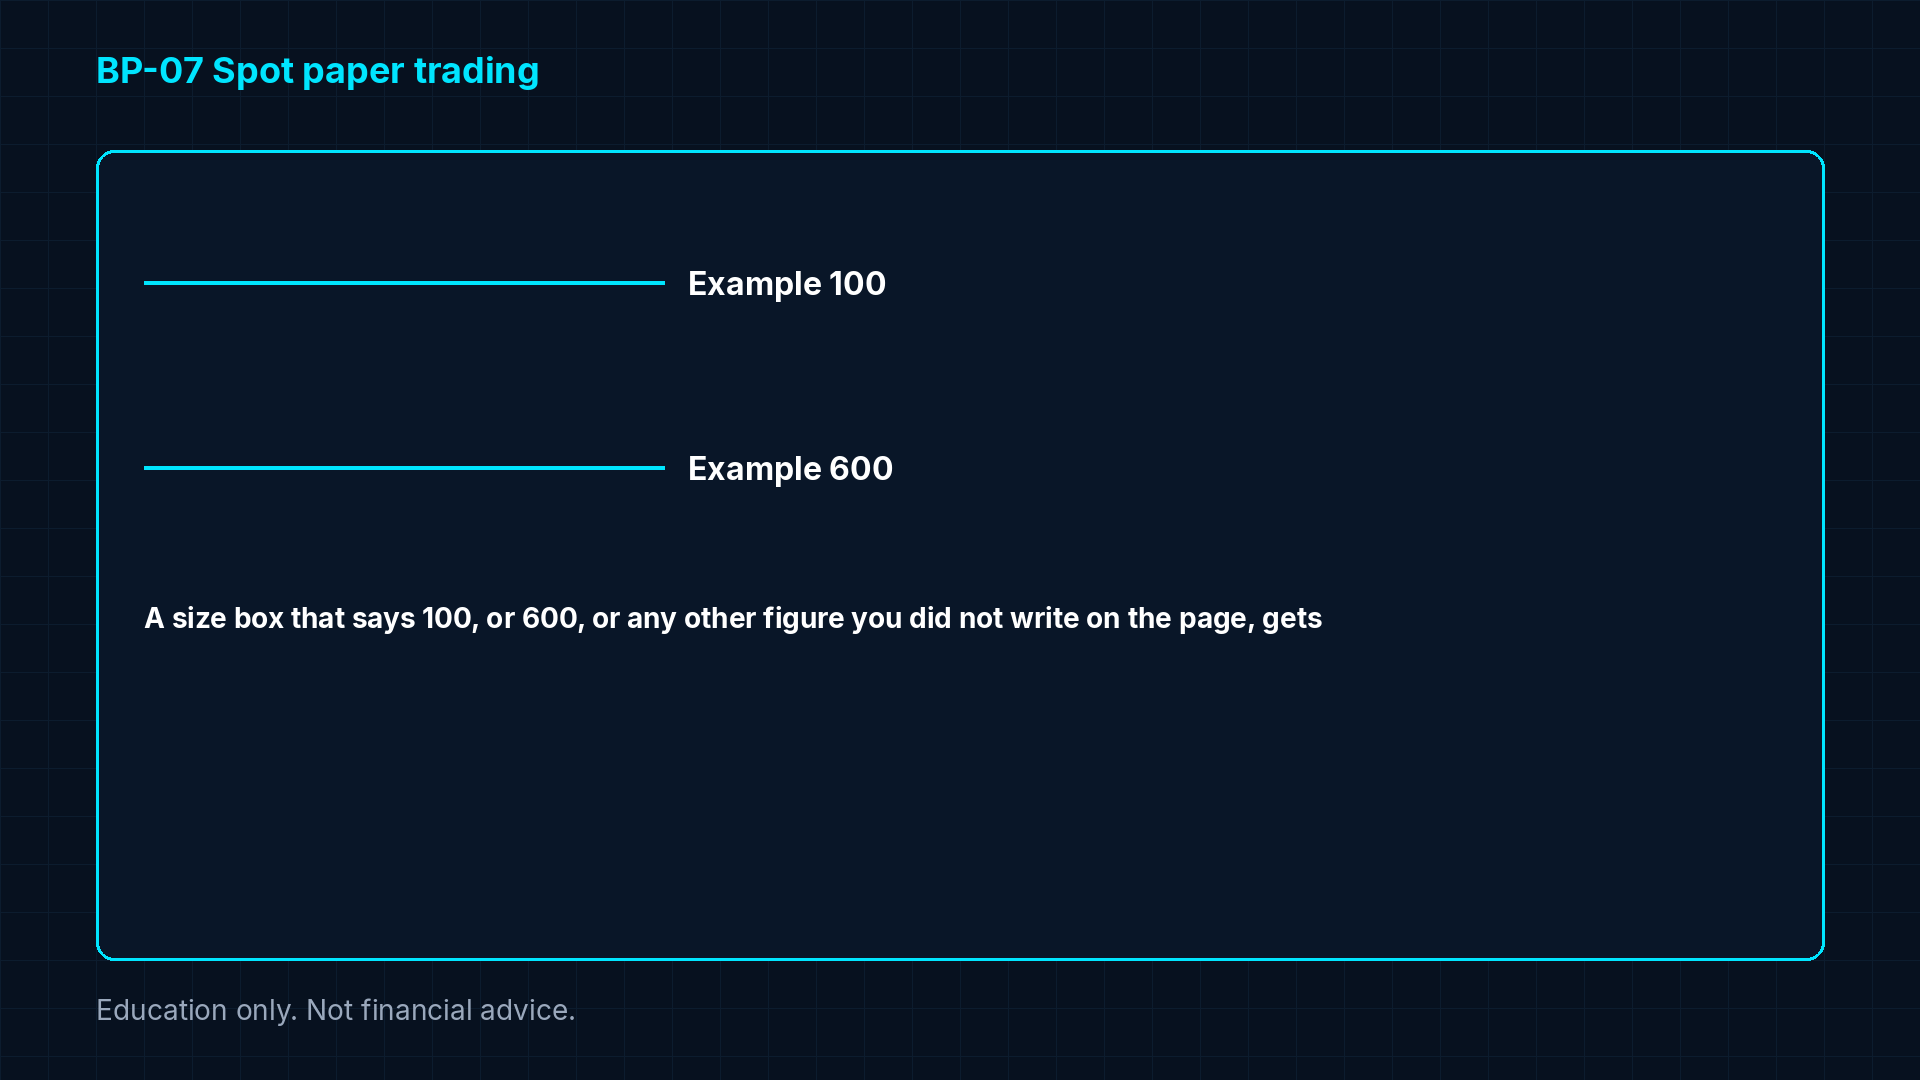 BP-07 Spot paper trading
Example 100
Example 600
A size box that says 100, or 600, or any other figure you did not write on the page, gets
Education only. Not financial advice.